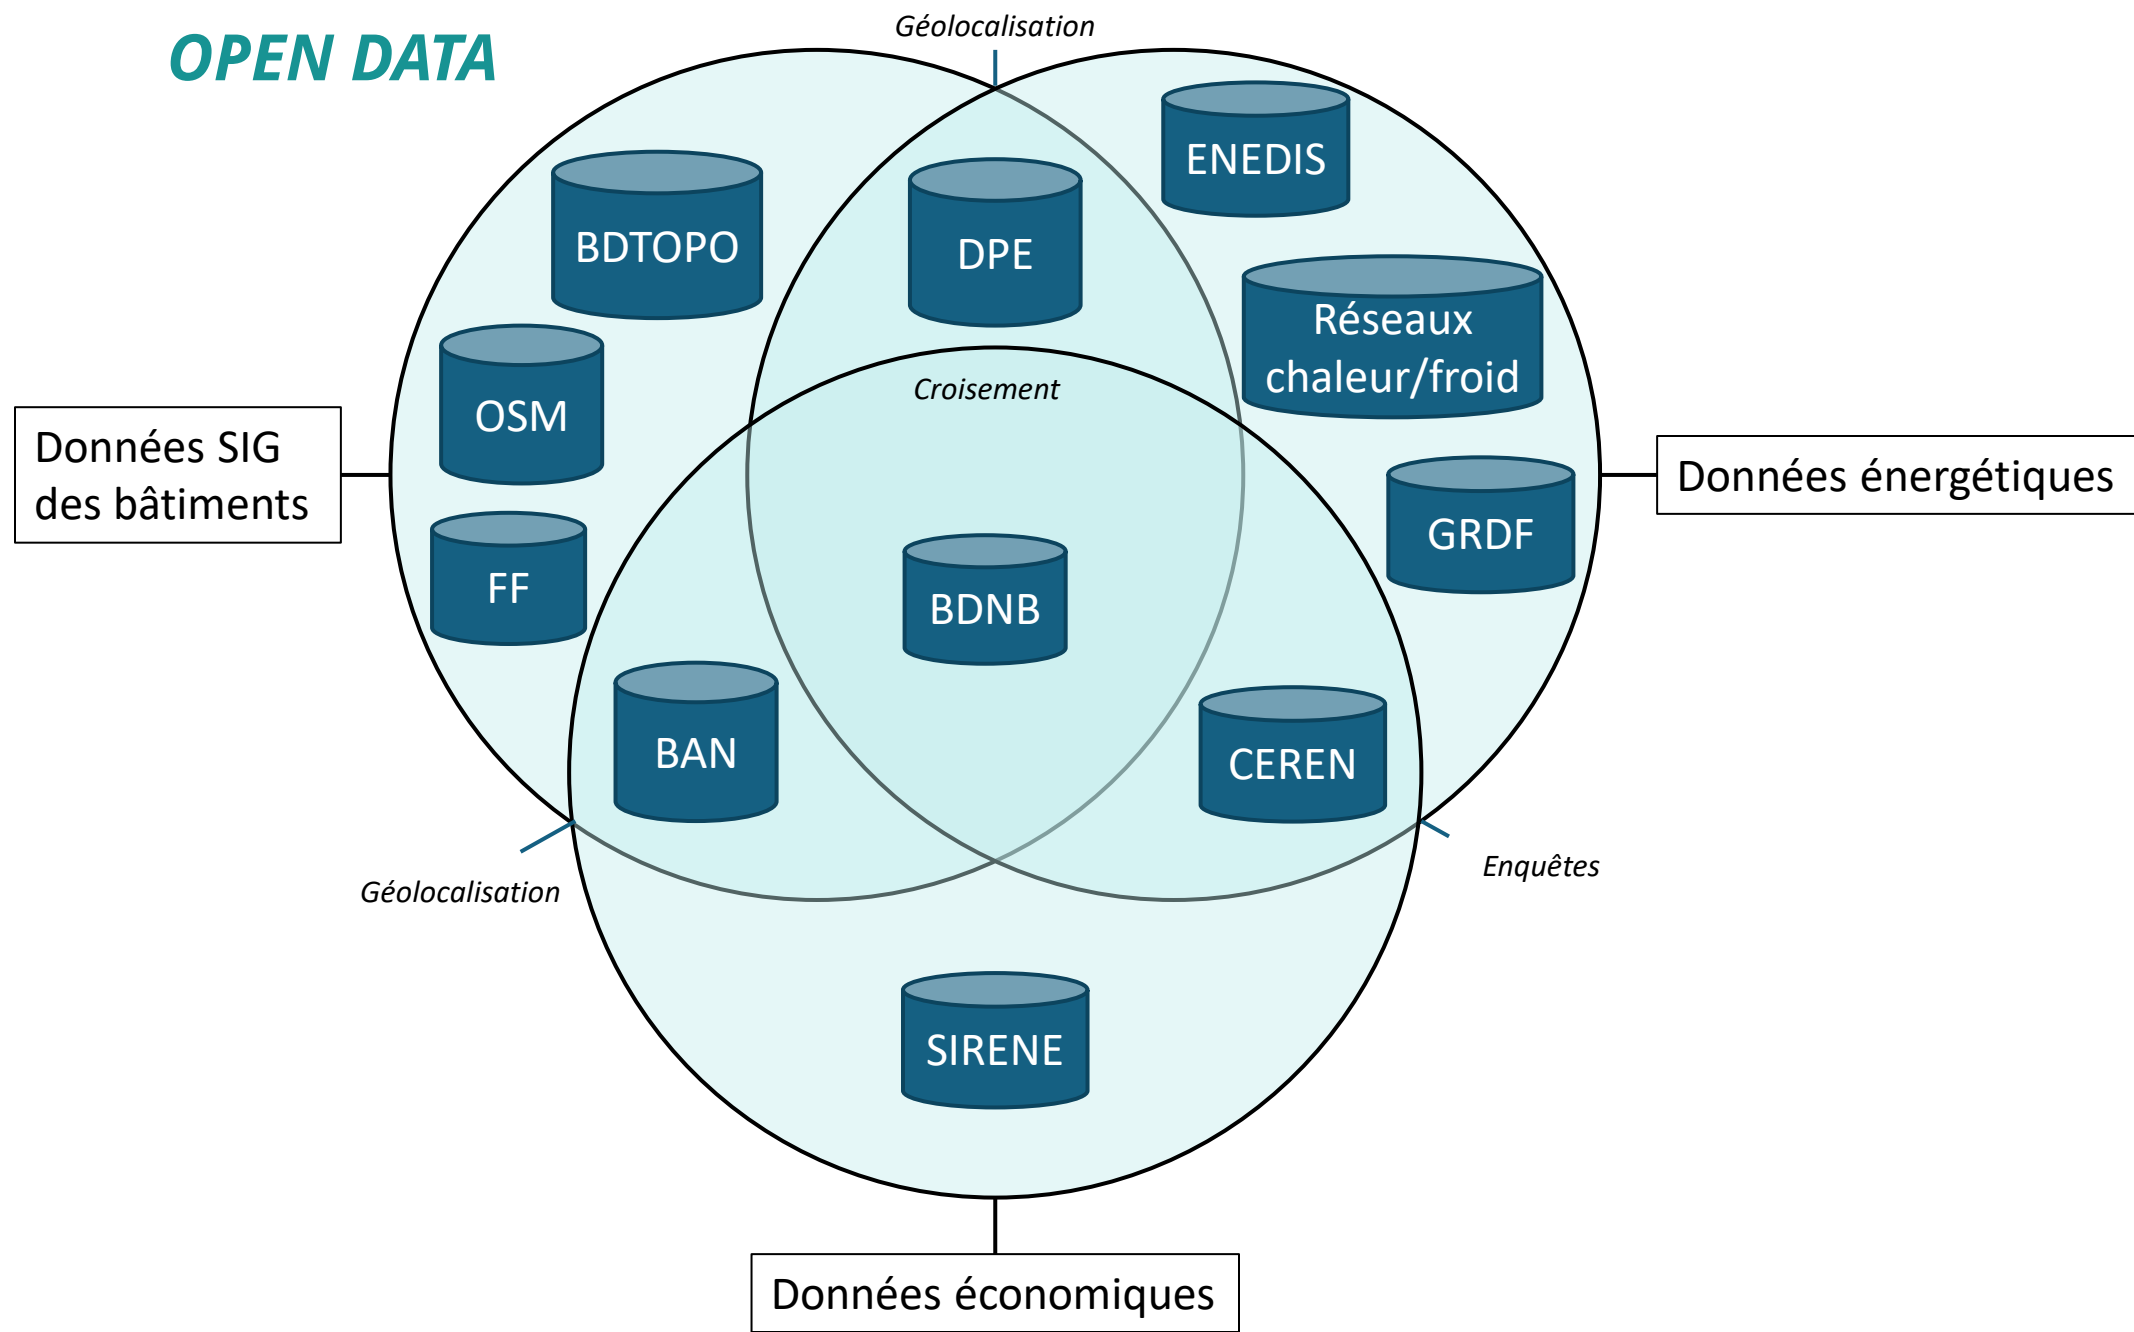 Géolocalisation
OPEN DATA
ENEDIS
BDTOPO
DPE
Réseaux
chaleur/froid
Croisement
OSM
Données SIG
des bâtiments
Données énergétiques
GRDF
FF
BDNB
BAN
CEREN
Géolocalisation
Enquêtes
SIRENE
Données économiques